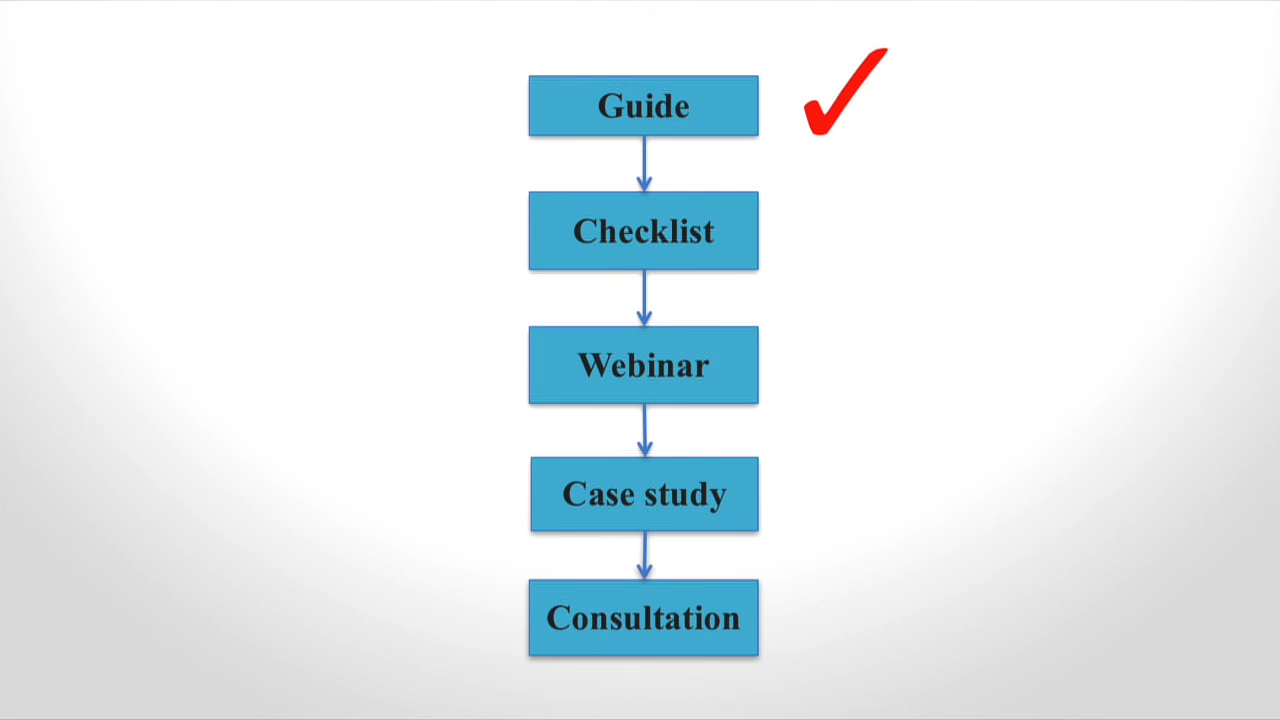 Guide
Checklist
Webinar
Case study
Consultation